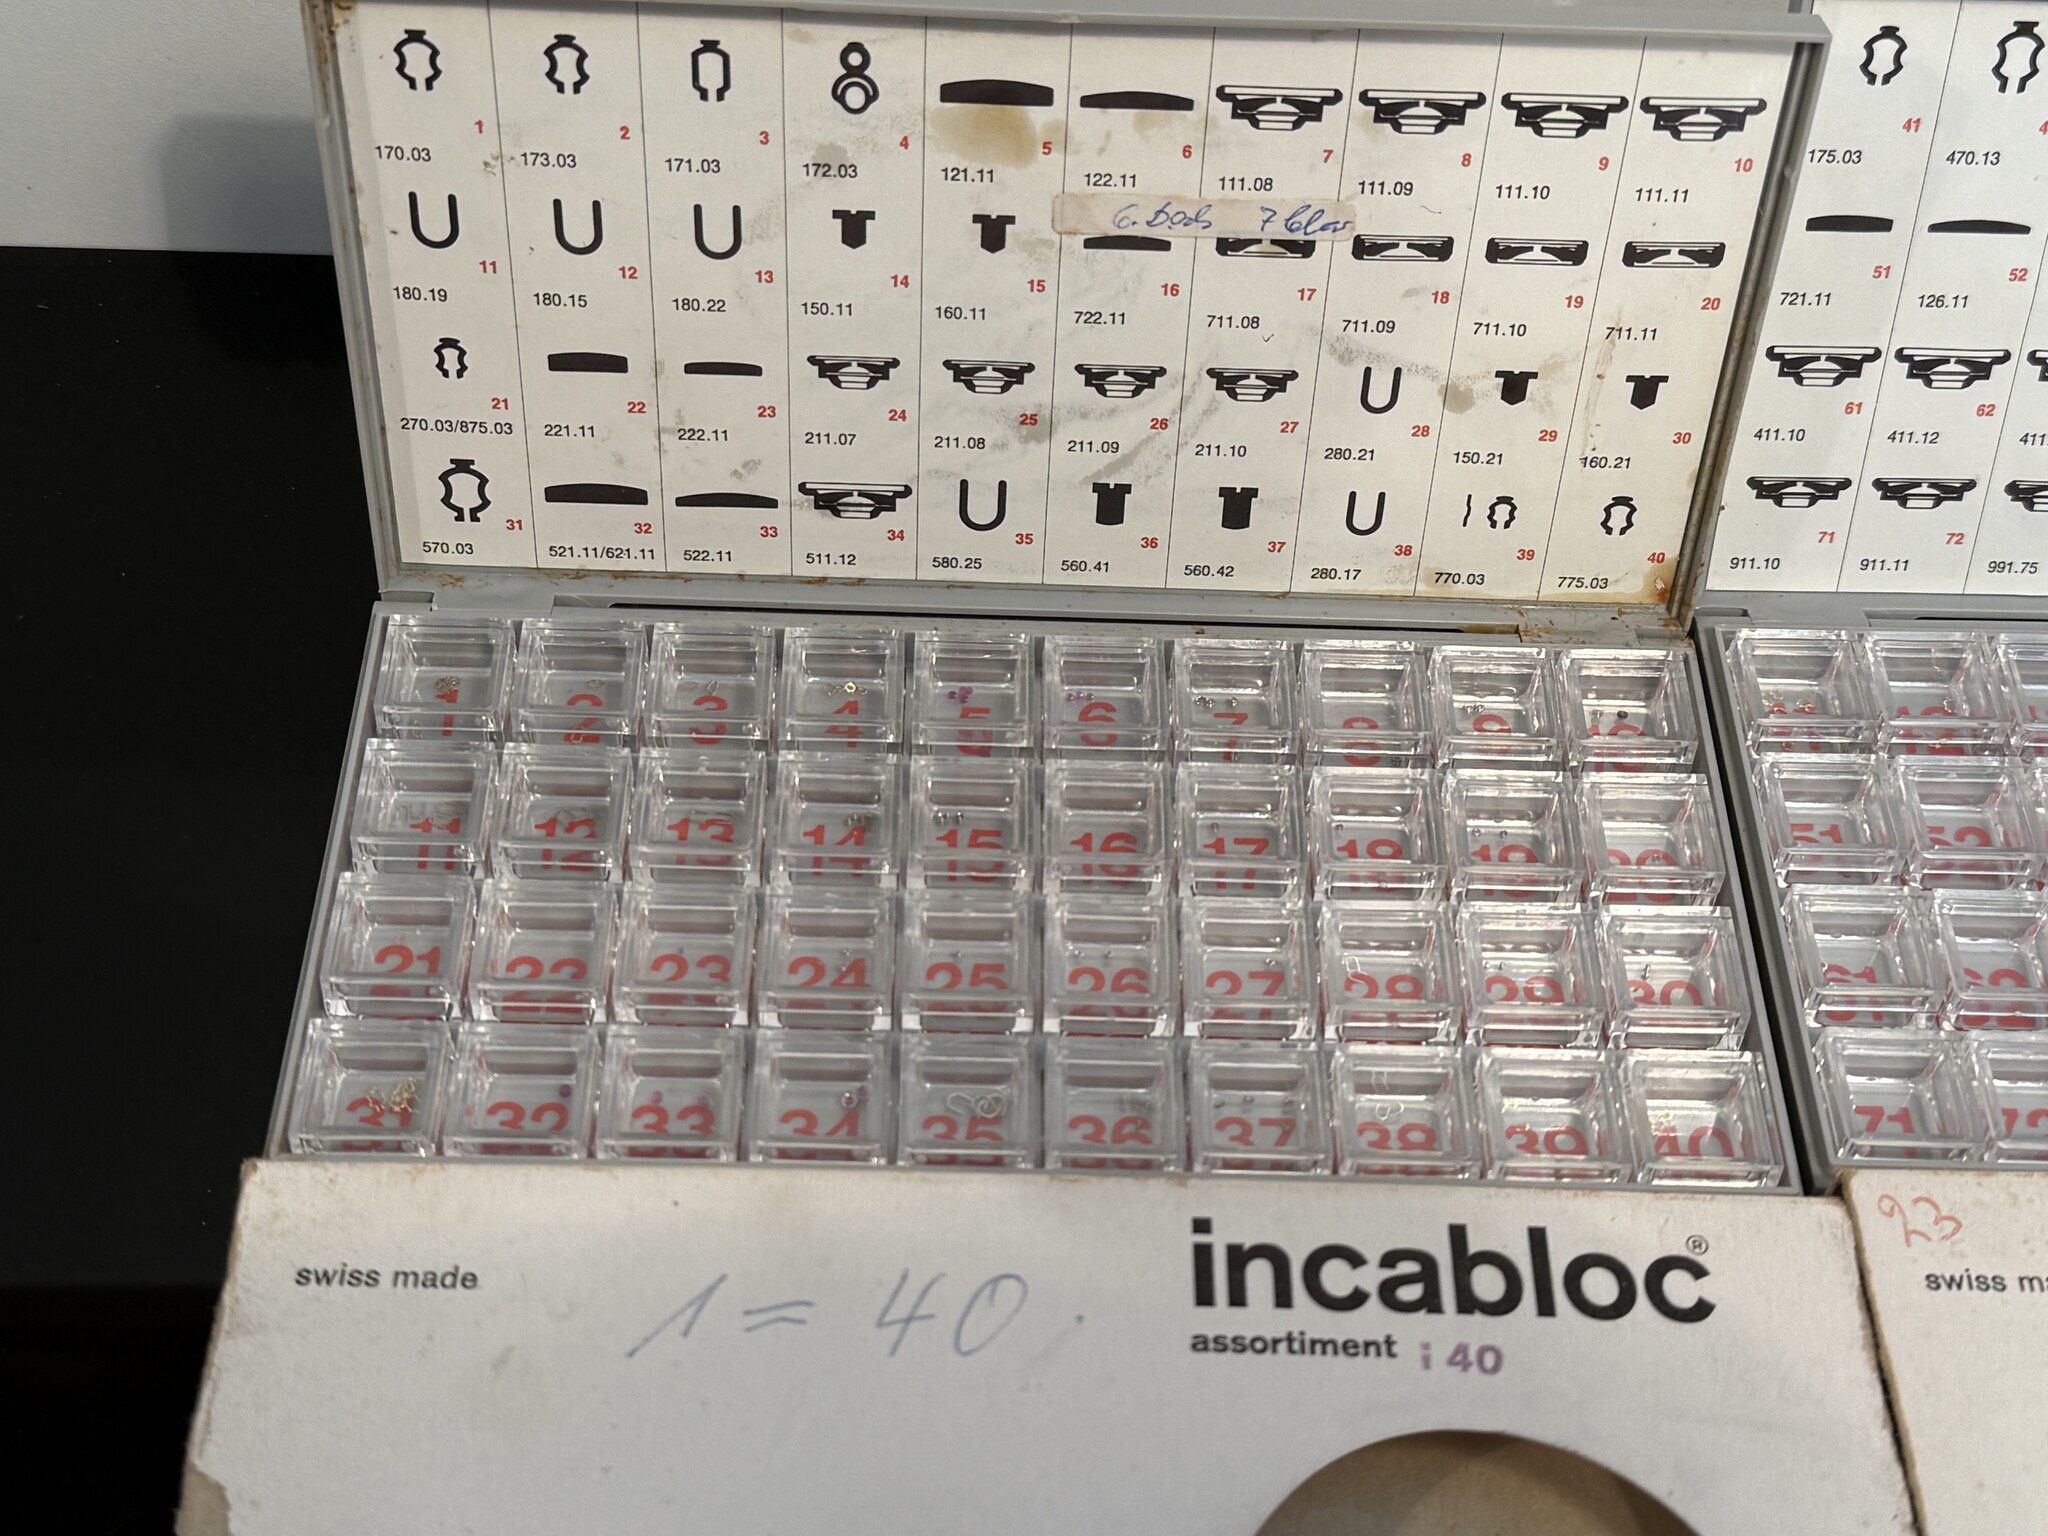 1 2 3 4 5 6 7 8 9 10
170.03 173.03 171.03 172.03 121.11 122.11 111.08 111.09 111.10 111.11
11 12 13 14 15 16 17 18 19 20
180.19 180.15 180.22 150.11 160.11 722.11 711.08 711.09 711.10 711.11
21 22 23 24 25 26 27 28 29 30
270.03/875.03 221.11 222.11 211.07 211.08 211.09 211.10 280.21 150.21 160.21
31 32 33 34 35 36 37 38 39 40
570.03 521.11/621.11 522.11 511.12 580.25 560.41 560.42 280.17 770.03 775.03
41
175.03 470.13
51 52
721.11 126.11
61 62
411.10 411.12
71 72
911.10 911.11 991.75
1 2 3 4 5 6 7 8 9 10
11 12 13 14 15 16 17 18 19 20
21 22 23 24 25 26 27 28 29 30
31 32 33 34 35 36 37 38 39 40
51 52
61 62
71 72
swiss made
1 = 40.
incabloc®
assortiment 40
23
swiss